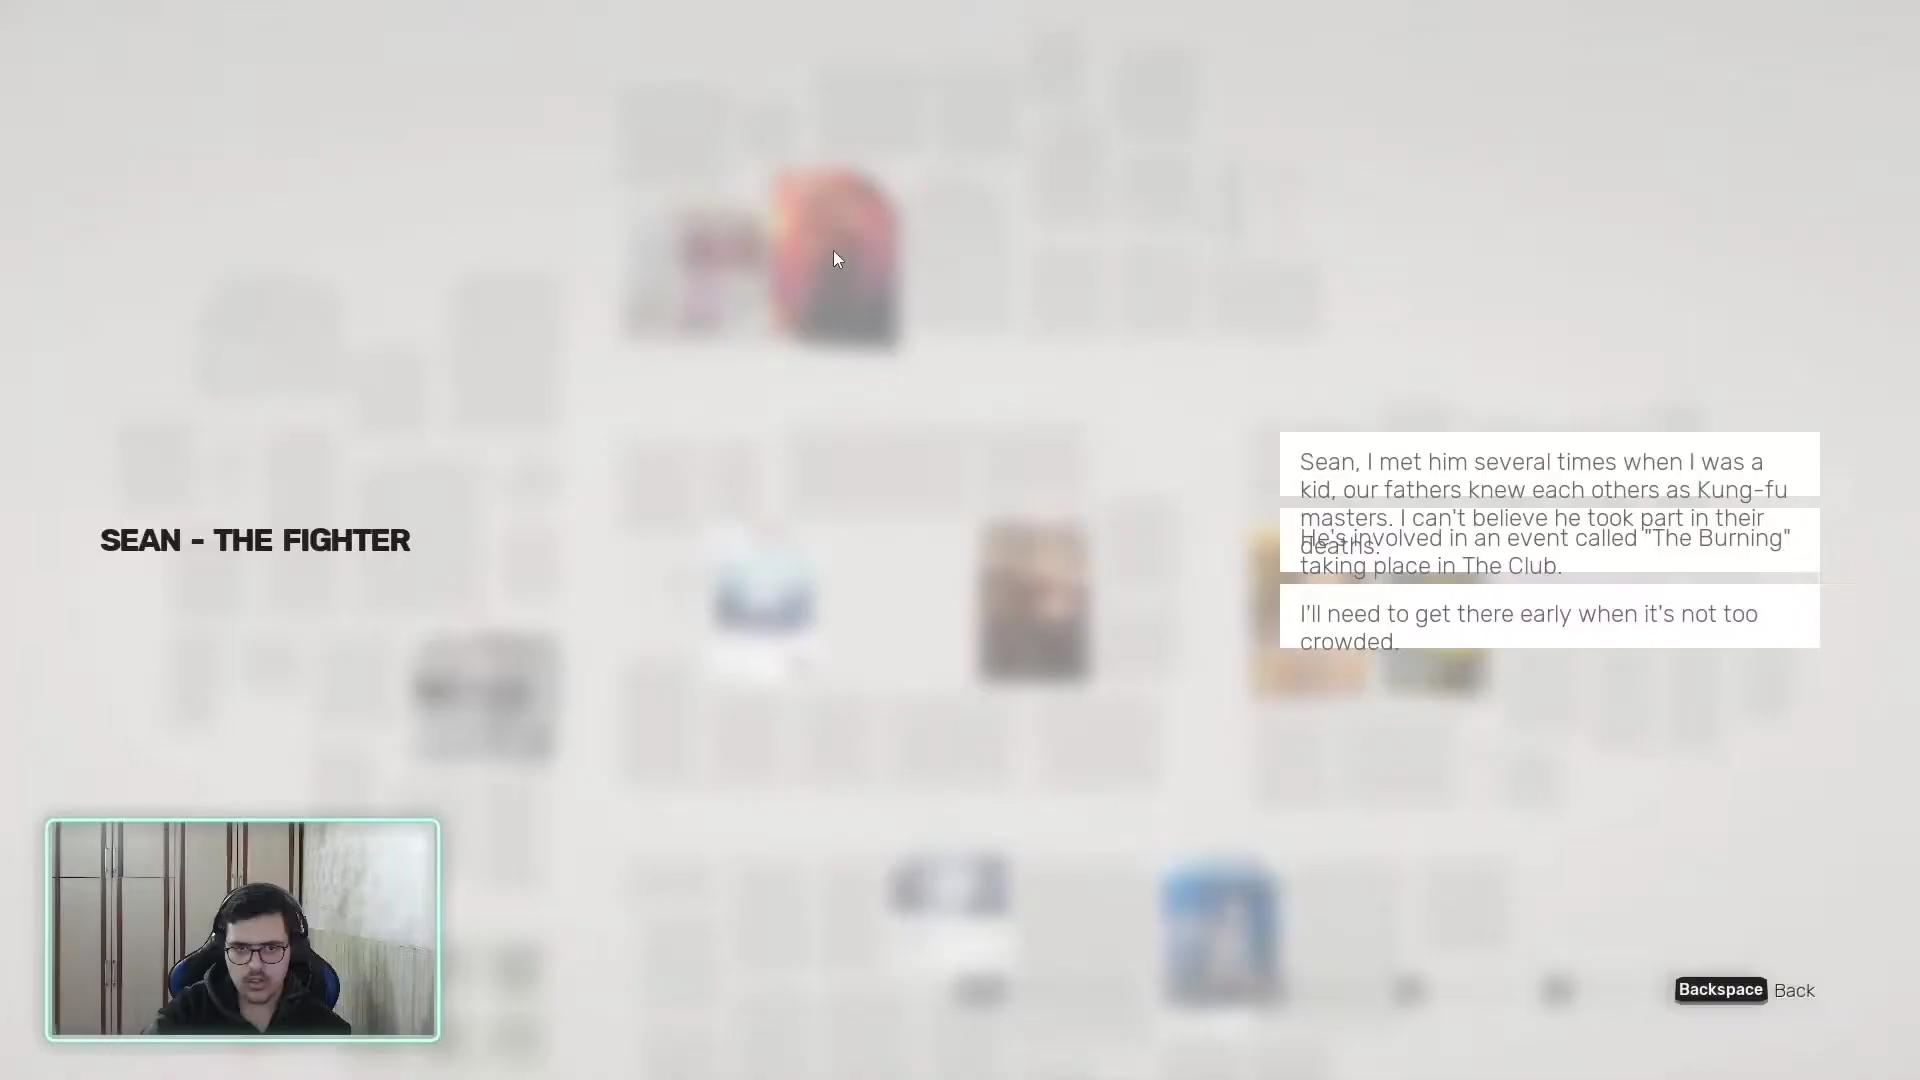 SEAN - THE FIGHTER
Sean, I met him several times when I was a
kid, our fathers knew each others as Kung-fu
masters. I can't believe he took part in their
deaths.
He's involved in an event called "The Burning"
taking place in The Club.
I'll need to get there early when it's not too
crowded.
Backspace Back